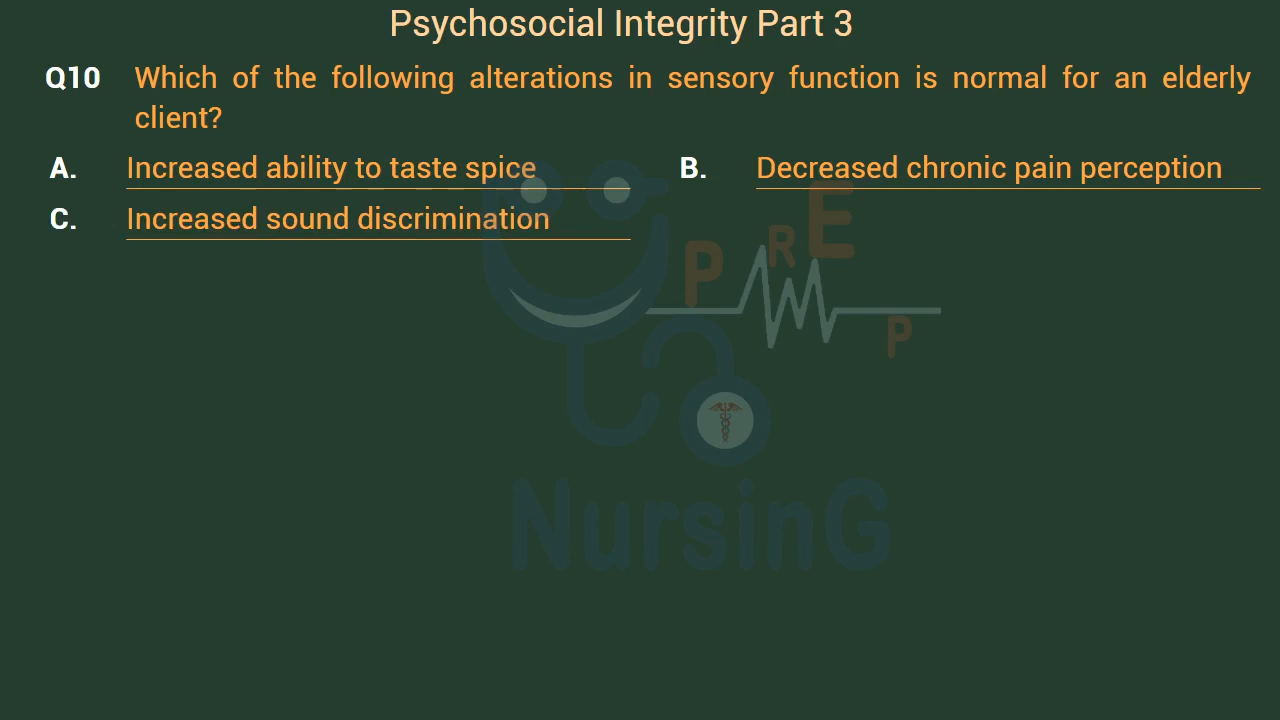 Psychosocial Integrity Part 3
Q10 Which of the following alterations in sensory function is normal for an elderly
client?
A. Increased ability to taste spice B. Decreased chronic pain perception
C. Increased sound discrimination
PREP
NursinG